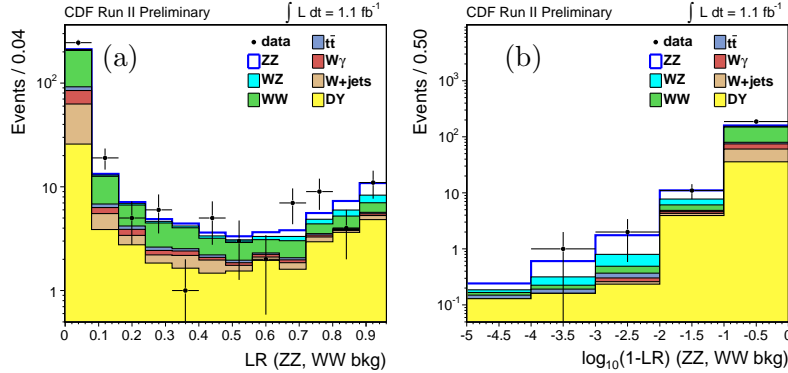 CDF Run II Preliminary ∫ L dt = 1.1 fb⁻¹
(a)
data
ZZ
WZ
WW
tt̄
Wγ
W+jets
DY
Events / 0.04
10²
10
1
0 0.1 0.2 0.3 0.4 0.5 0.6 0.7 0.8 0.9
LR (ZZ, WW bkg)
CDF Run II Preliminary ∫ L dt = 1.1 fb⁻¹
(b)
data
ZZ
WZ
WW
tt̄
Wγ
W+jets
DY
Events / 0.50
10³
10²
10
1
10⁻¹
-5 -4.5 -4 -3.5 -3 -2.5 -2 -1.5 -1 -0.5 0
log₁₀(1-LR) (ZZ, WW bkg)